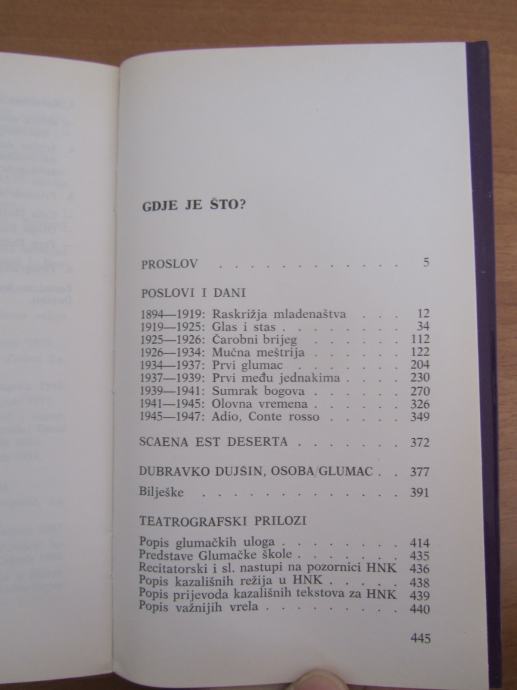 GDJE JE ŠTO?
PROSLOV . . . . . . . . . . . . 5
POSLOVI I DANI
1894—1919: Raskrižja mladenaštva . . . 12
1919—1925: Glas i stas . . . . . . . 34
1925—1926: Čarobni brijeg . . . . . 112
1926—1934: Mučna meštrija . . . . . 122
1934—1937: Prvi glumac . . . . . . 204
1937—1939: Prvi među jednakima . . . . 230
1939—1941: Sumrak bogova . . . . . 270
1941—1945: Olovna vremena . . . . . 326
1945—1947: Adio, Conte rosso . . . . 349
SCAENA EST DESERTA . . . . . . . 372
DUBRAVKO DUJŠIN, OSOBA/GLUMAC . . 377
Bilješke . . . . . . . . . . . . 391
TEATROGRAFSKI PRILOZI
Popis glumačkih uloga . . . . . . . 414
Predstave Glumačke škole . . . . . . 435
Recitatorski i sl. nastupi na pozornici HNK 436
Popis kazališnih režija u HNK . . . . . 438
Popis prijevoda kazališnih tekstova za HNK 439
Popis važnijih vrela . . . . . . . . 440
445